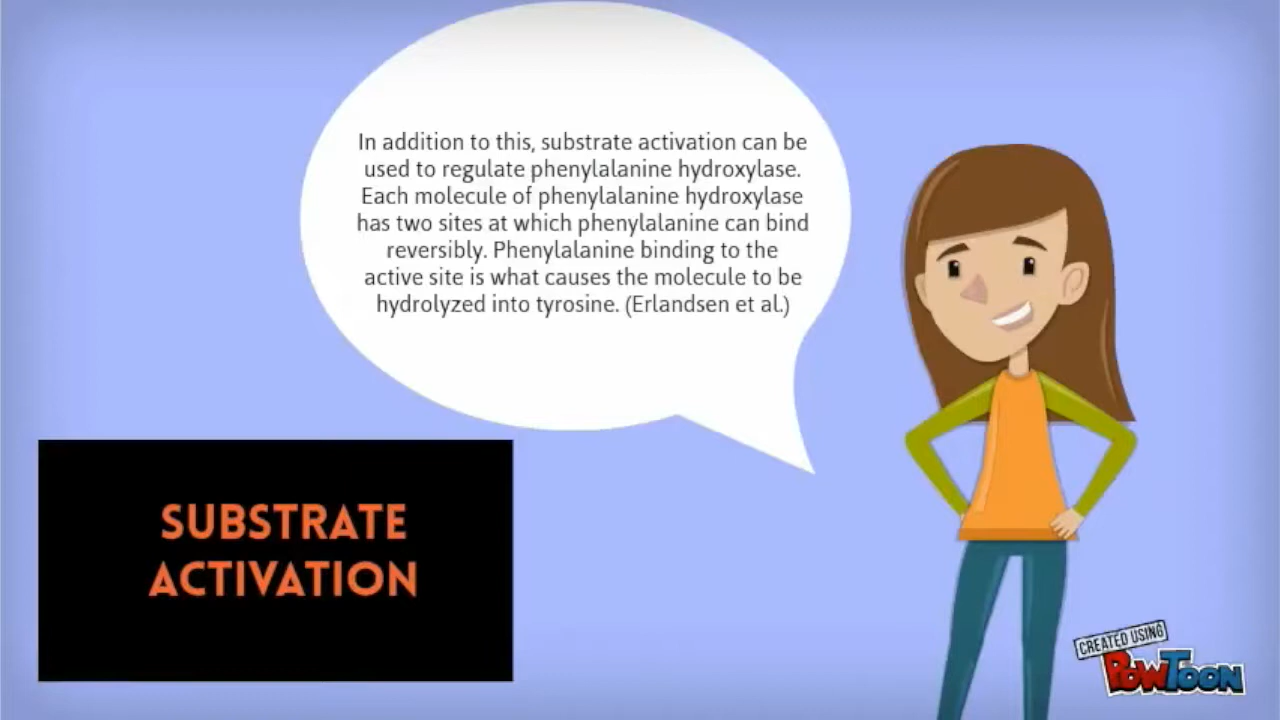 In addition to this, substrate activation can be
used to regulate phenylalanine hydroxylase.
Each molecule of phenylalanine hydroxylase
has two sites at which phenylalanine can bind
reversibly. Phenylalanine binding to the
active site is what causes the molecule to be
hydrolyzed into tyrosine. (Erlandsen et al.)
SUBSTRATE
ACTIVATION
CREATED USING
POWTOON